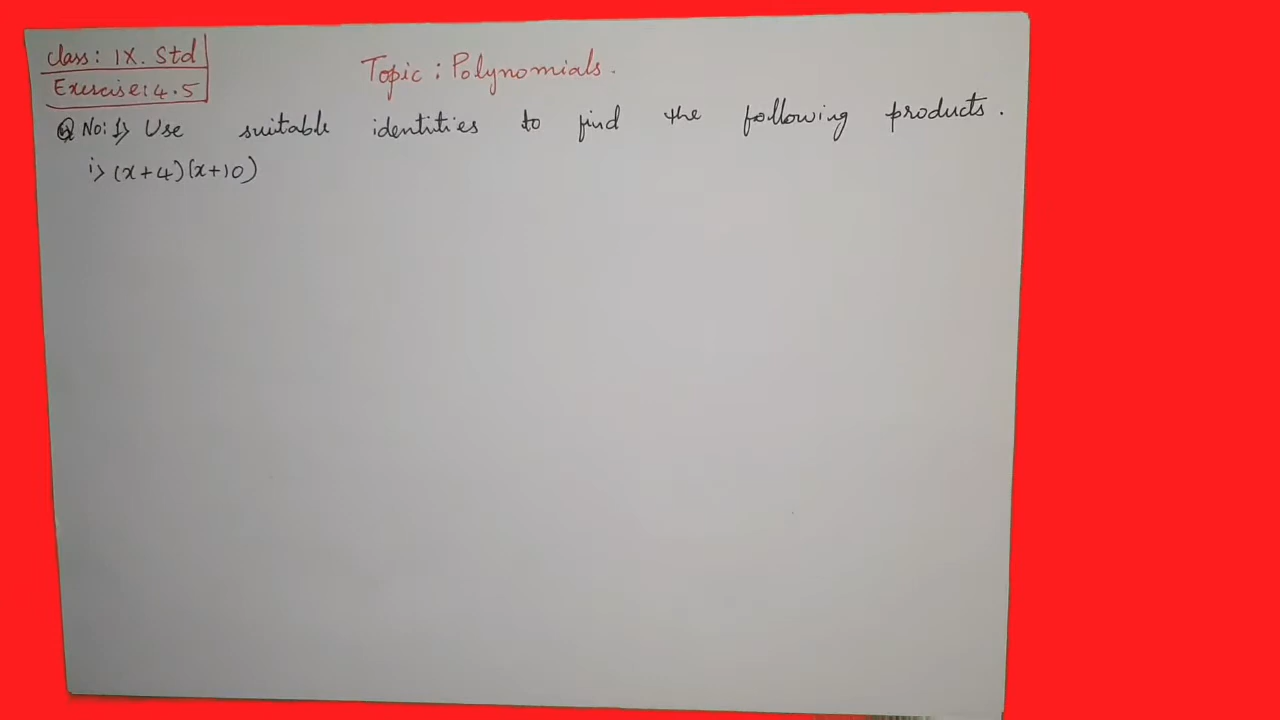 class: IX. Std
Exercise: 4.5
Topic: Polynomials.
Q No: 1> Use suitable identities to find the following products.
i> (x+4)(x+10)